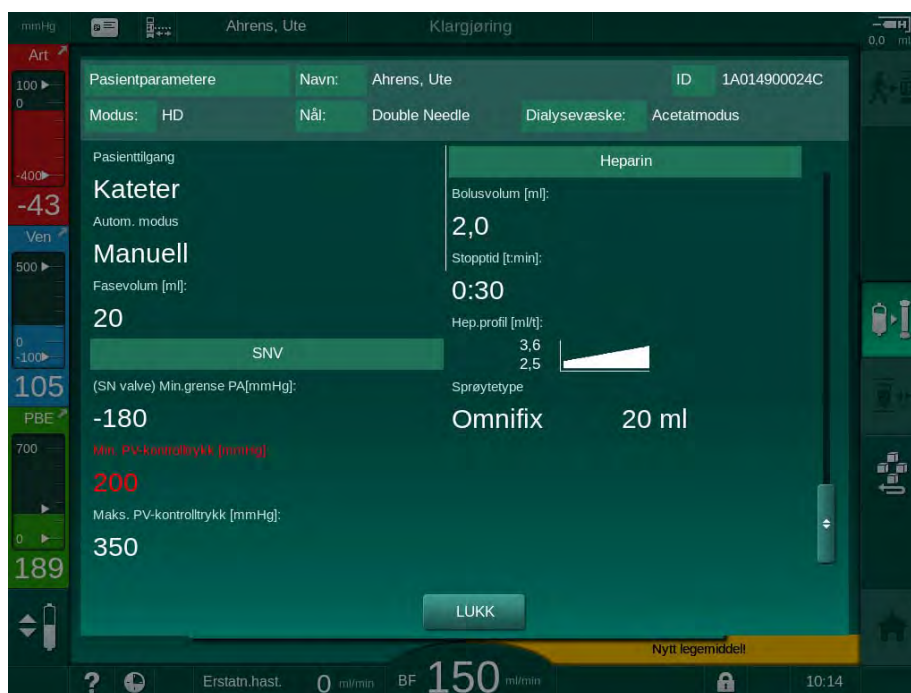 mmHg Ahrens, Ute Klargjøring
0,0 ml
Art
100
0
-400
-43
Ven
500
0
-100
105
PBE
700
0
189
Pasientparametere Navn: Ahrens, Ute ID 1A014900024C
Modus: HD Nål: Double Needle Dialysevæske: Acetatmodus
Pasienttilgang
Kateter
Autom. modus
Manuell
Fasevolum [ml]:
20
SNV
(SN valve) Min.grense PA[mmHg]:
-180
Min. PV-kontrolltrykk [mmHg]:
200
Maks. PV-kontrolltrykk [mmHg]:
350
Heparin
Bolusvolum [ml]:
2,0
Stopptid [t:min]:
0:30
Hep.profil [ml/t]:
3,6
2,5
Sprøytetype
Omnifix 20 ml
LUKK
Nytt legemiddel!
? Erstatn.hast. 0 ml/min BF 150 ml/min 10:14